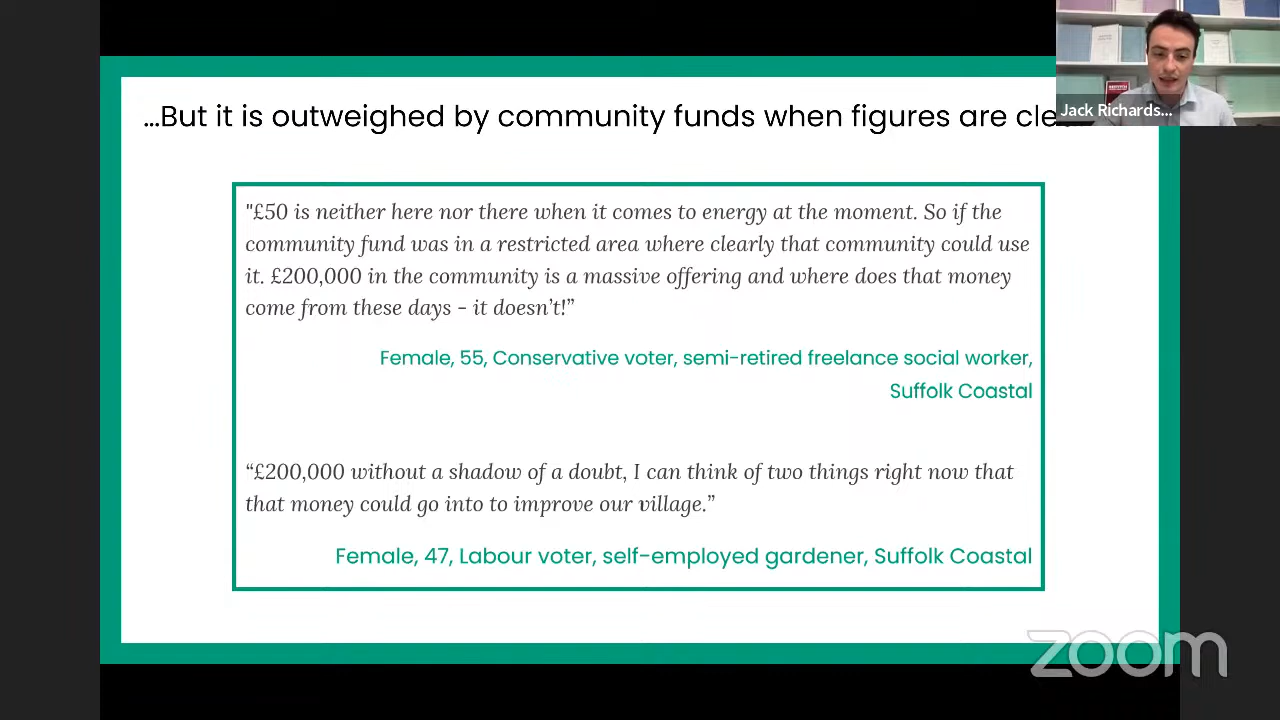 ...But it is outweighed by community funds when figures are
Jack Richards...
"£50 is neither here nor there when it comes to energy at the moment. So if the
community fund was in a restricted area where clearly that community could use
it. £200,000 in the community is a massive offering and where does that money
come from these days - it doesn’t!”
Female, 55, Conservative voter, semi-retired freelance social worker,
Suffolk Coastal
“£200,000 without a shadow of a doubt, I can think of two things right now that
that money could go into to improve our village.”
Female, 47, Labour voter, self-employed gardener, Suffolk Coastal
zoom